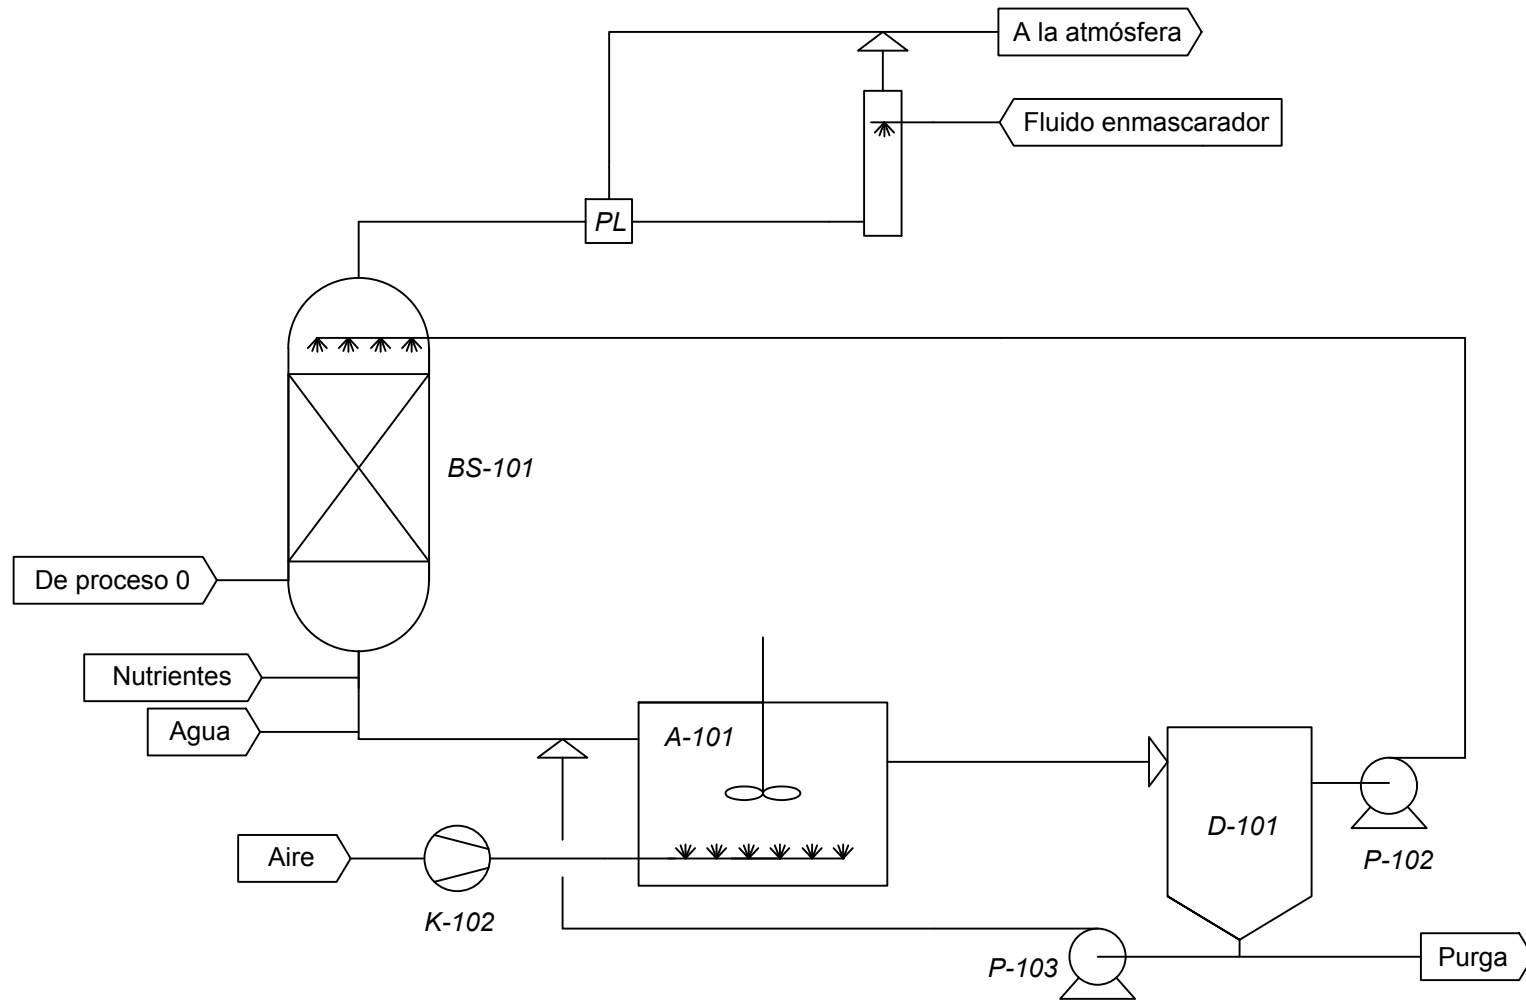 A la atmósfera
Fluido enmascarador
PL
BS-101
De proceso 0
Nutrientes
Agua
A-101
D-101
Aire
P-102
K-102
P-103
Purga